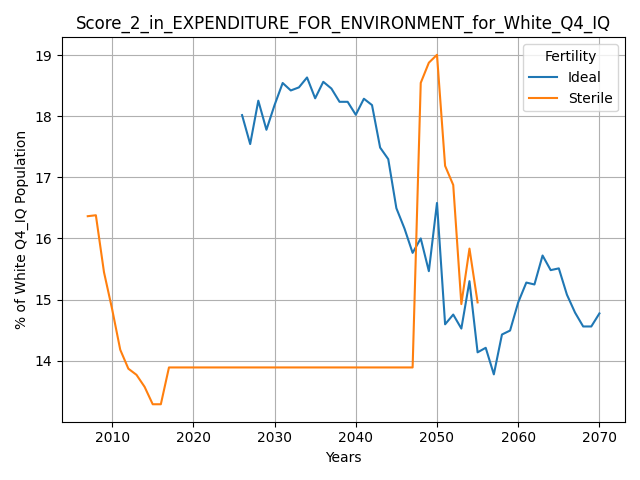 Score_2_in_EXPENDITURE_FOR_ENVIRONMENT_for_White_Q4_IQ
Fertility
Ideal
Sterile
% of White Q4_IQ Population
19
18
17
16
15
14
2010 2020 2030 2040 2050 2060 2070
Years